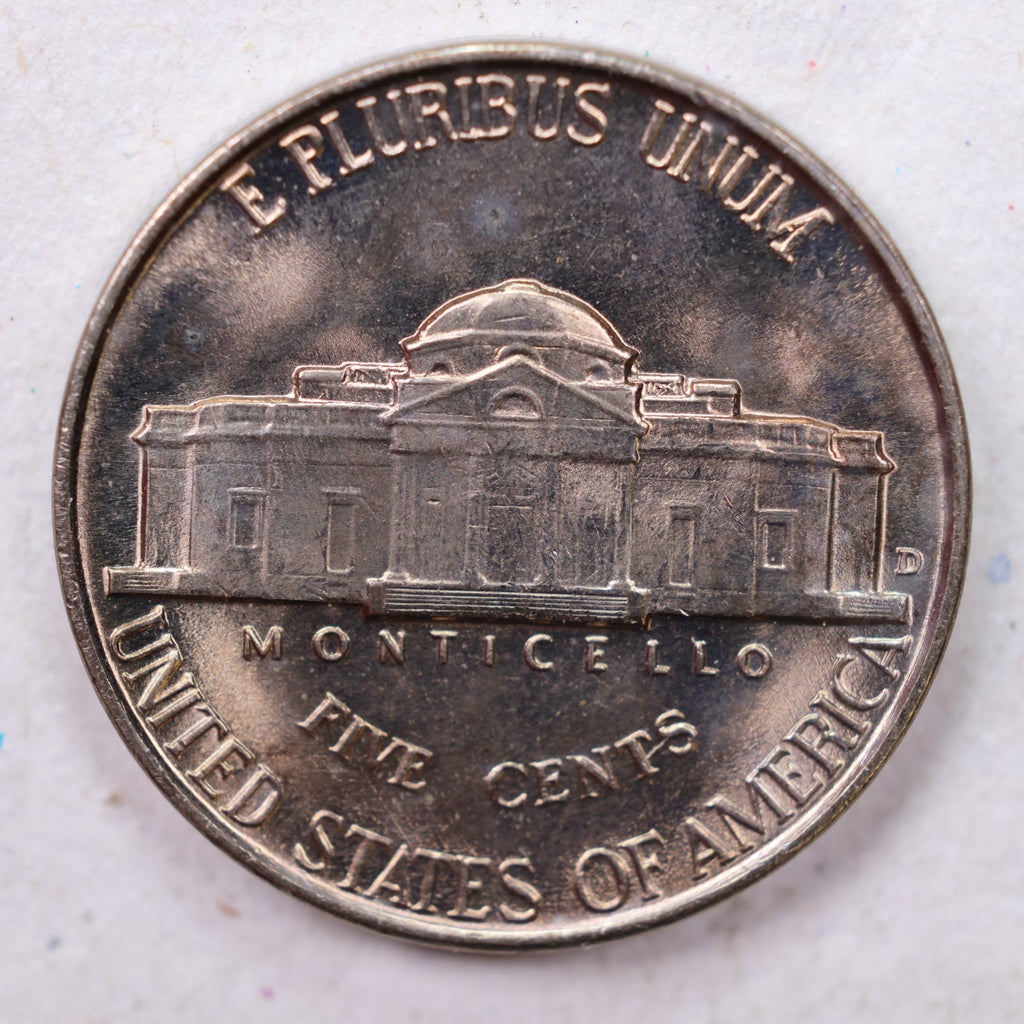 E PLURIBUS UNUM
D
MONTICELLO
FIVE CENTS
UNITED STATES OF AMERICA